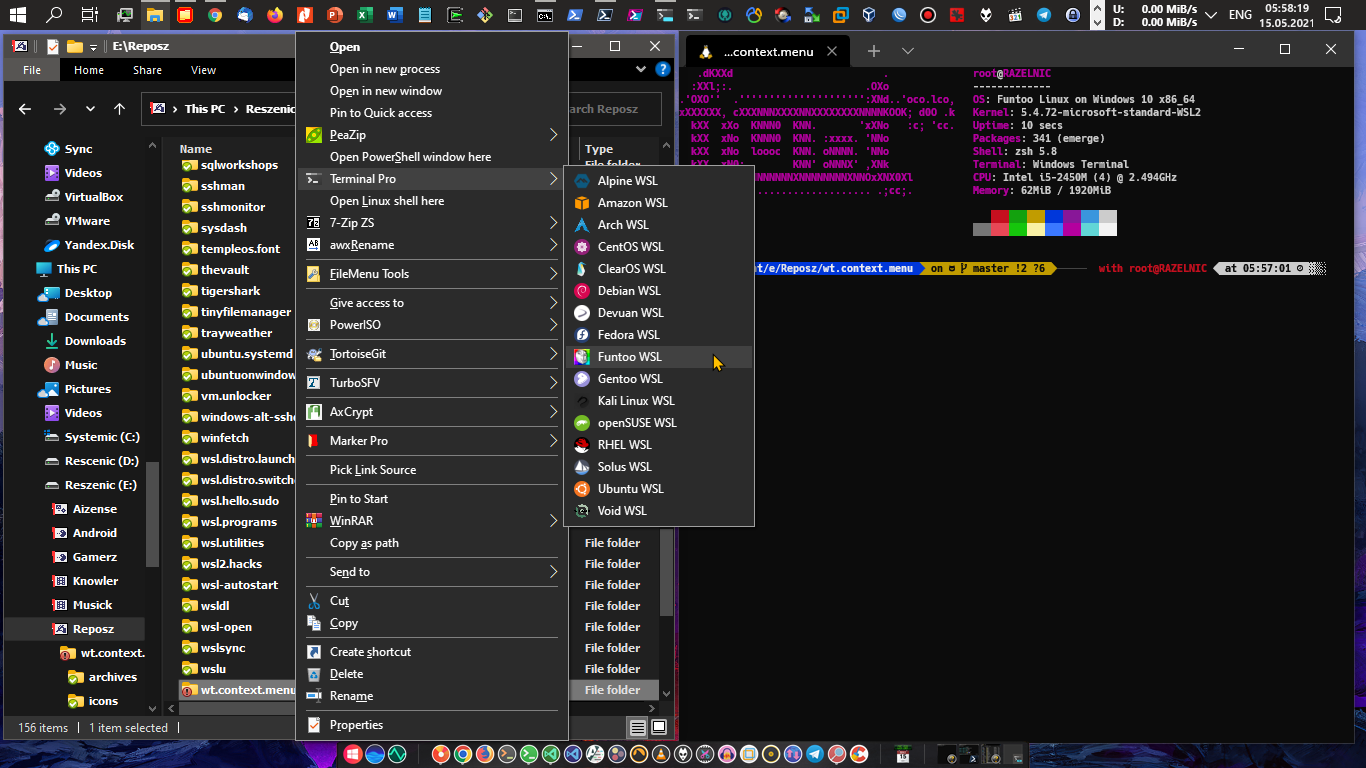 U: 0.00 MiB/s
D: 0.00 MiB/s
ENG
05:58:19
15.05.2021
E:\Reposz
File Home Share View
This PC Reszenic
arch Reposz
Sync
Videos
VirtualBox
VMware
Yandex.Disk
This PC
Desktop
Documents
Downloads
Music
Pictures
Videos
Systemic (C:)
Rescenic (D:)
Reszenic (E:)
Aizense
Android
Gamerz
Knowler
Musick
Reposz
wt.context.
archives
icons
Name
sqlworkshops
sshman
sshmonitor
sysdash
templeos.font
thevault
tigershark
tinyfilemanager
trayweather
ubuntu.systemd
ubuntuonwindow
vm.unlocker
windows-alt-sshd
winfetch
wsl.distro.launch
wsl.distro.switche
wsl.hello.sudo
wsl.programs
wsl.utilities
wsl2.hacks
wsl-autostart
wsldl
wsl-open
wslsync
wslu
wt.context.menu
Type
File folder
File folder
File folder
File folder
File folder
File folder
File folder
File folder
File folder
156 items
1 item selected
Open
Open in new process
Open in new window
Pin to Quick access
PeaZip
Open PowerShell window here
Terminal Pro
Open Linux shell here
7-Zip ZS
awxRename
FileMenu Tools
Give access to
PowerISO
TortoiseGit
TurboSFV
AxCrypt
Marker Pro
Pick Link Source
Pin to Start
WinRAR
Copy as path
Send to
Cut
Copy
Create shortcut
Delete
Rename
Properties
Alpine WSL
Amazon WSL
Arch WSL
CentOS WSL
ClearOS WSL
Debian WSL
Devuan WSL
Fedora WSL
Funtoo WSL
Gentoo WSL
Kali Linux WSL
openSUSE WSL
RHEL WSL
Solus WSL
Ubuntu WSL
Void WSL
...context.menu
root@RAZELNIC
-------------
OS: Funtoo Linux on Windows 10 x86_64
Kernel: 5.4.72-microsoft-standard-WSL2
Uptime: 10 secs
Packages: 341 (emerge)
Shell: zsh 5.8
Terminal: Windows Terminal
CPU: Intel i5-2450M (4) @ 2.494GHz
Memory: 62MiB / 1920MiB
t/e/Reposz/wt.context.menu on master !2 ?6 with root@RAZELNIC at 05:57:01